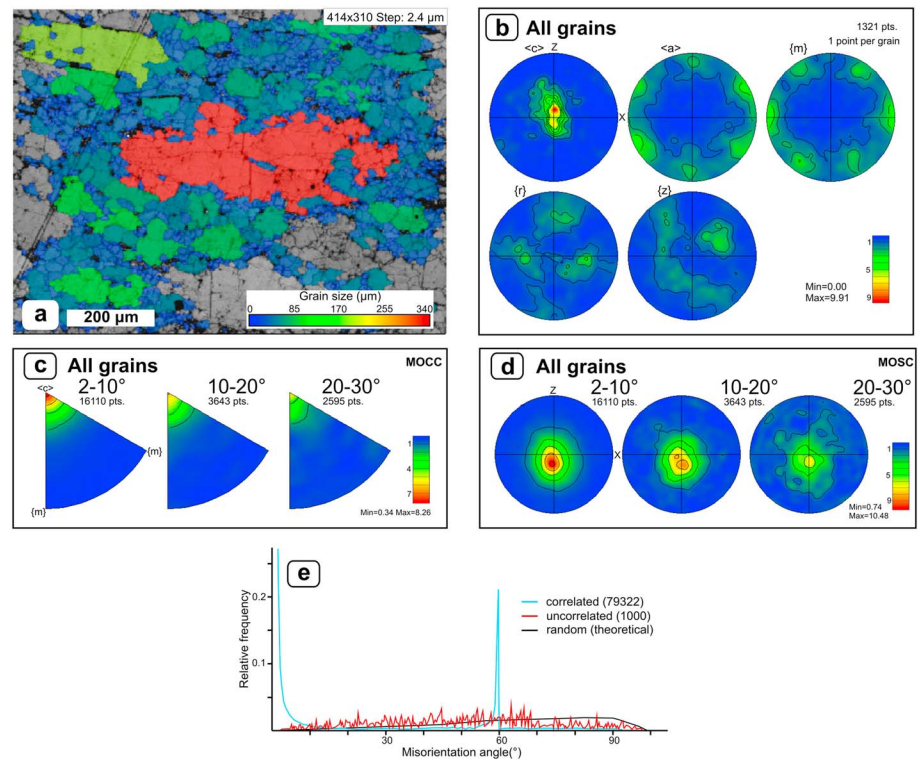 414x310 Step: 2.4 µm
a
200 µm
Grain size (µm)
0 85 170 255 340
b All grains
1321 pts.
1 point per grain
<c> Z
<a>
{m}
X
{r}
{z}
1
5
9
Min=0.00
Max=9.91
c All grains
MOCC
<c> 2-10° 10-20° 20-30°
16110 pts. 3643 pts. 2595 pts.
{m}
{m}
1
4
7
Min=0.34 Max=8.26
d All grains
MOSC
Z 2-10° 10-20° 20-30°
16110 pts. 3643 pts. 2595 pts.
X
1
5
9
Min=0.74
Max=10.48
e
Relative frequency
0.2
0.1
correlated (79322)
uncorrelated (1000)
random (theoretical)
30 60 90
Misorientation angle(°)